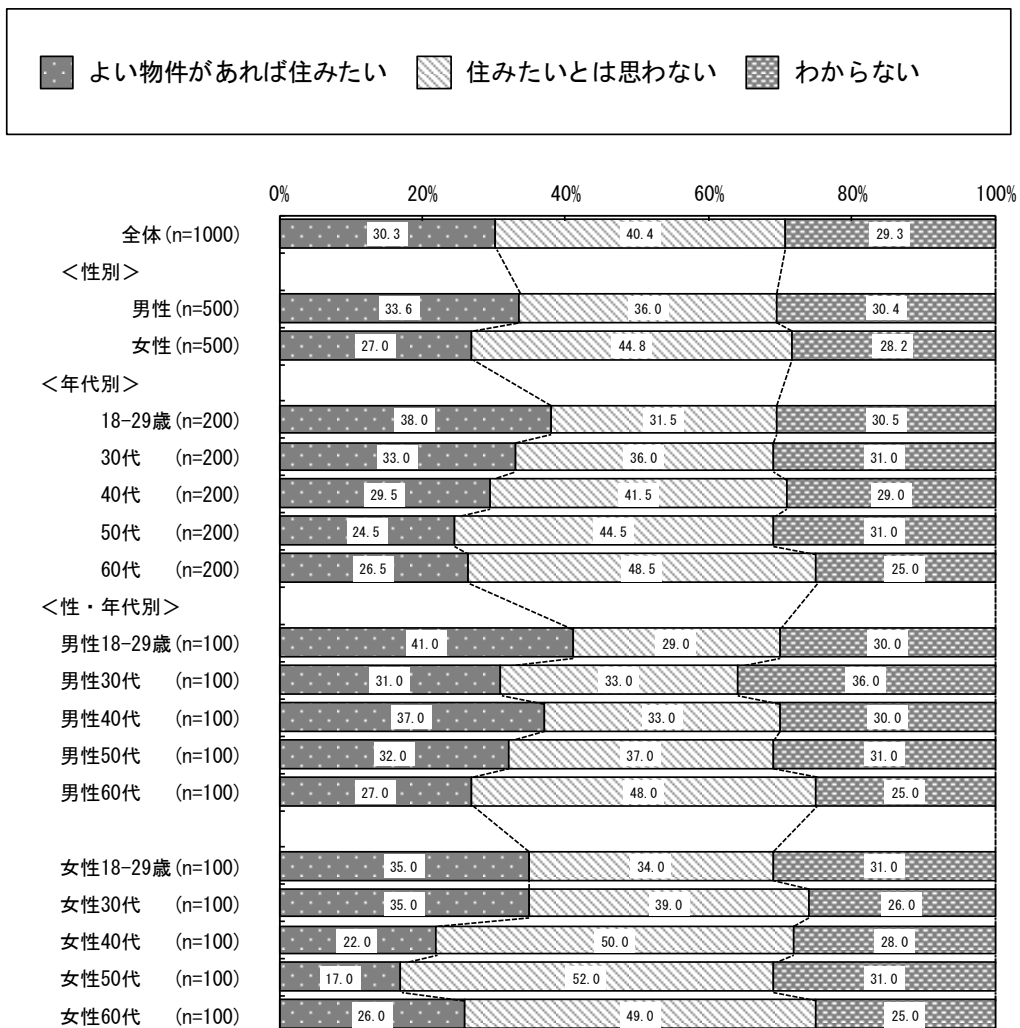 よい物件があれば住みたい 住みたいとは思わない わからない
0% 20% 40% 60% 80% 100%
全体(n=1000) 30.3 40.4 29.3
＜性別＞
男性(n=500) 33.6 36.0 30.4
女性(n=500) 27.0 44.8 28.2
＜年代別＞
18-29歳(n=200) 38.0 31.5 30.5
30代 (n=200) 33.0 36.0 31.0
40代 (n=200) 29.5 41.5 29.0
50代 (n=200) 24.5 44.5 31.0
60代 (n=200) 26.5 48.5 25.0
＜性・年代別＞
男性18-29歳(n=100) 41.0 29.0 30.0
男性30代 (n=100) 31.0 33.0 36.0
男性40代 (n=100) 37.0 33.0 30.0
男性50代 (n=100) 32.0 37.0 31.0
男性60代 (n=100) 27.0 48.0 25.0
女性18-29歳(n=100) 35.0 34.0 31.0
女性30代 (n=100) 35.0 39.0 26.0
女性40代 (n=100) 22.0 50.0 28.0
女性50代 (n=100) 17.0 52.0 31.0
女性60代 (n=100) 26.0 49.0 25.0